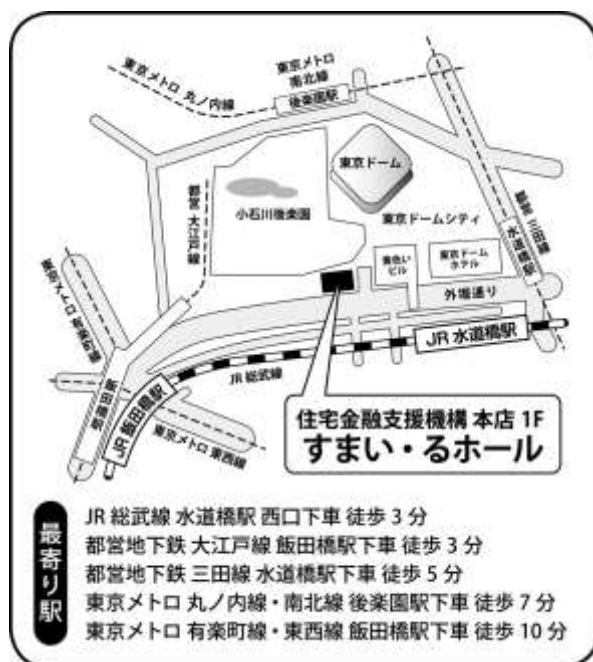 東京メトロ 丸ノ内線
東京メトロ
南北線
後楽園駅
東京ドーム
都営 大江戸線
小石川後楽園
東京ドームシティ
黄色い
ビル
東京ドーム
ホテル
水道橋駅
外堀通り
JR 水道橋駅
JR 総武線
飯田橋駅
JR 飯田橋駅
東京メトロ 東西線
住宅金融支援機構 本店 1F
すまい・るホール
最寄り駅
JR 総武線 水道橋駅 西口下車 徒歩 3 分
都営地下鉄 大江戸線 飯田橋駅下車 徒歩 3 分
都営地下鉄 三田線 水道橋駅下車 徒歩 5 分
東京メトロ 丸ノ内線・南北線 後楽園駅下車 徒歩 7 分
東京メトロ 有楽町線・東西線 飯田橋駅下車 徒歩 10 分